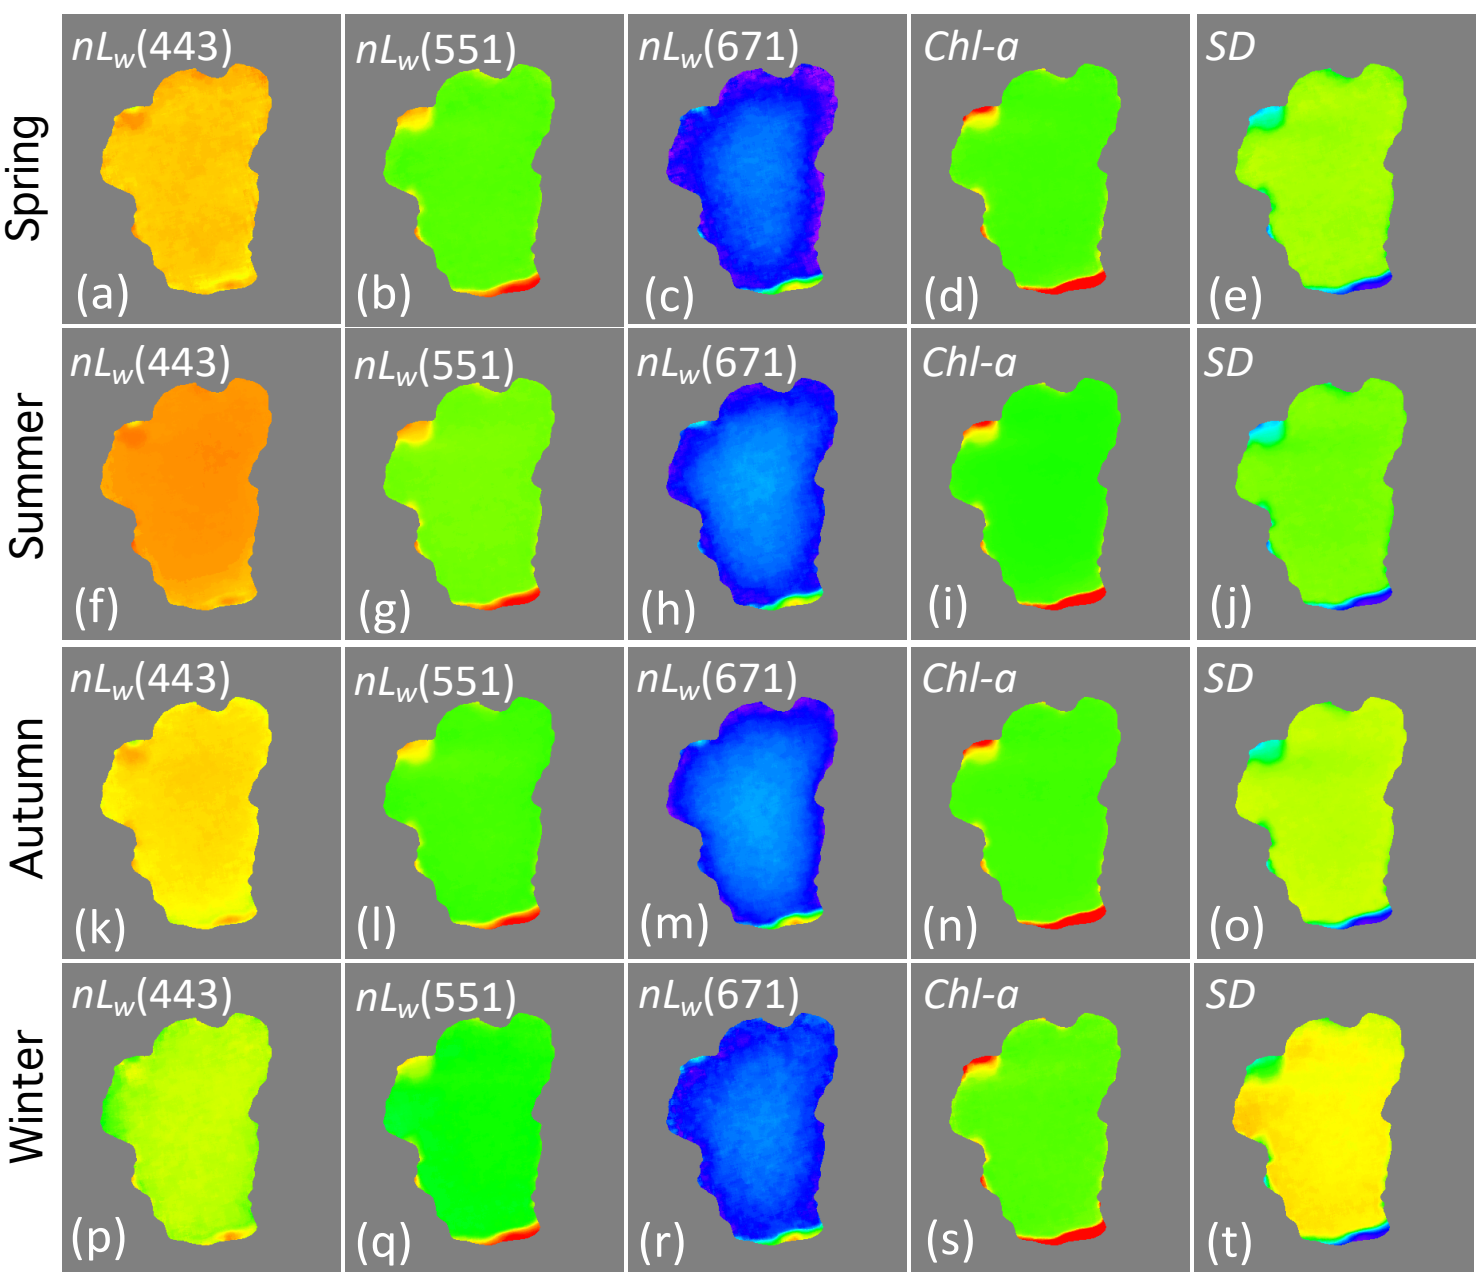 Spring
nLw(443)
nLw(551)
nLw(671)
Chl-a
SD
(a)
(b)
(c)
(d)
(e)
Summer
nLw(443)
nLw(551)
nLw(671)
Chl-a
SD
(f)
(g)
(h)
(i)
(j)
Autumn
nLw(443)
nLw(551)
nLw(671)
Chl-a
SD
(k)
(l)
(m)
(n)
(o)
Winter
nLw(443)
nLw(551)
nLw(671)
Chl-a
SD
(p)
(q)
(r)
(s)
(t)